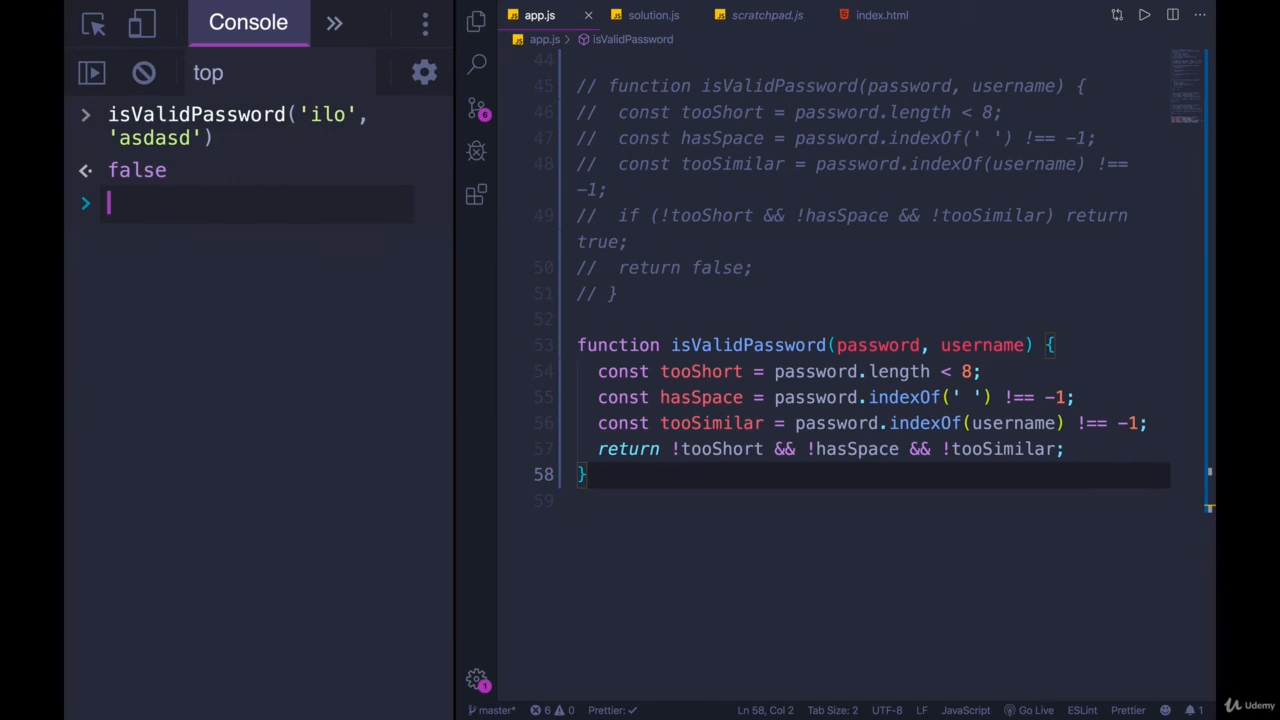 Console
top
isValidPassword('ilo',
'asdasd')
false
app.js
solution.js
scratchpad.js
index.html
app.js
isValidPassword
44
45 // function isValidPassword(password, username) {
46 //  const tooShort = password.length < 8;
47 //  const hasSpace = password.indexOf(' ') !== -1;
48 //  const tooSimilar = password.indexOf(username) !==
-1;
49 //  if (!tooShort && !hasSpace && !tooSimilar) return
true;
50 //  return false;
51 // }
52
53 function isValidPassword(password, username) {
54   const tooShort = password.length < 8;
55   const hasSpace = password.indexOf(' ') !== -1;
56   const tooSimilar = password.indexOf(username) !== -1;
57   return !tooShort && !hasSpace && !tooSimilar;
58 }
59
6
1
master* 6 0 Prettier: Ln 58, Col 2 Tab Size: 2 UTF-8 LF JavaScript Go Live ESLint Prettier 1
Udemy